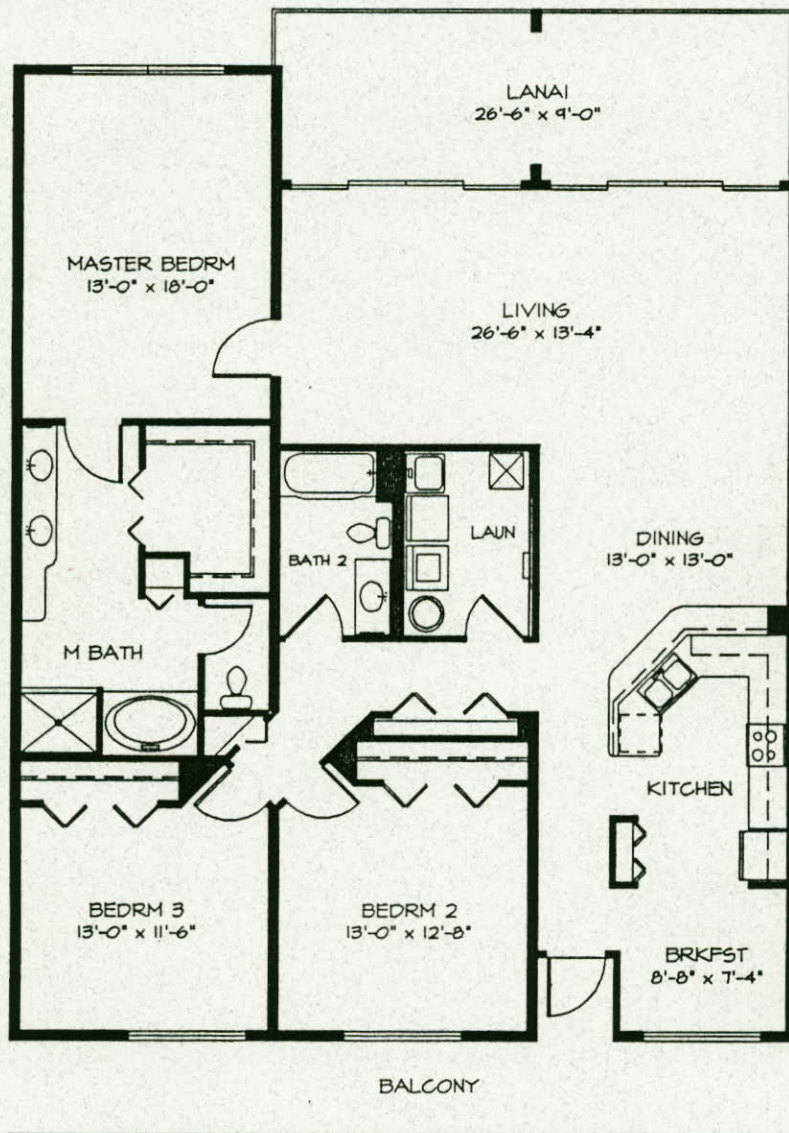 LANAI
26'-6" x 9'-0"
MASTER BEDRM
13'-0" x 18'-0"
LIVING
26'-6" x 13'-4"
BATH 2
LAUN
DINING
13'-0" x 13'-0"
M BATH
KITCHEN
BEDRM 3
13'-0" x 11'-6"
BEDRM 2
13'-0" x 12'-8"
BRKFST
8'-8" x 7'-4"
BALCONY